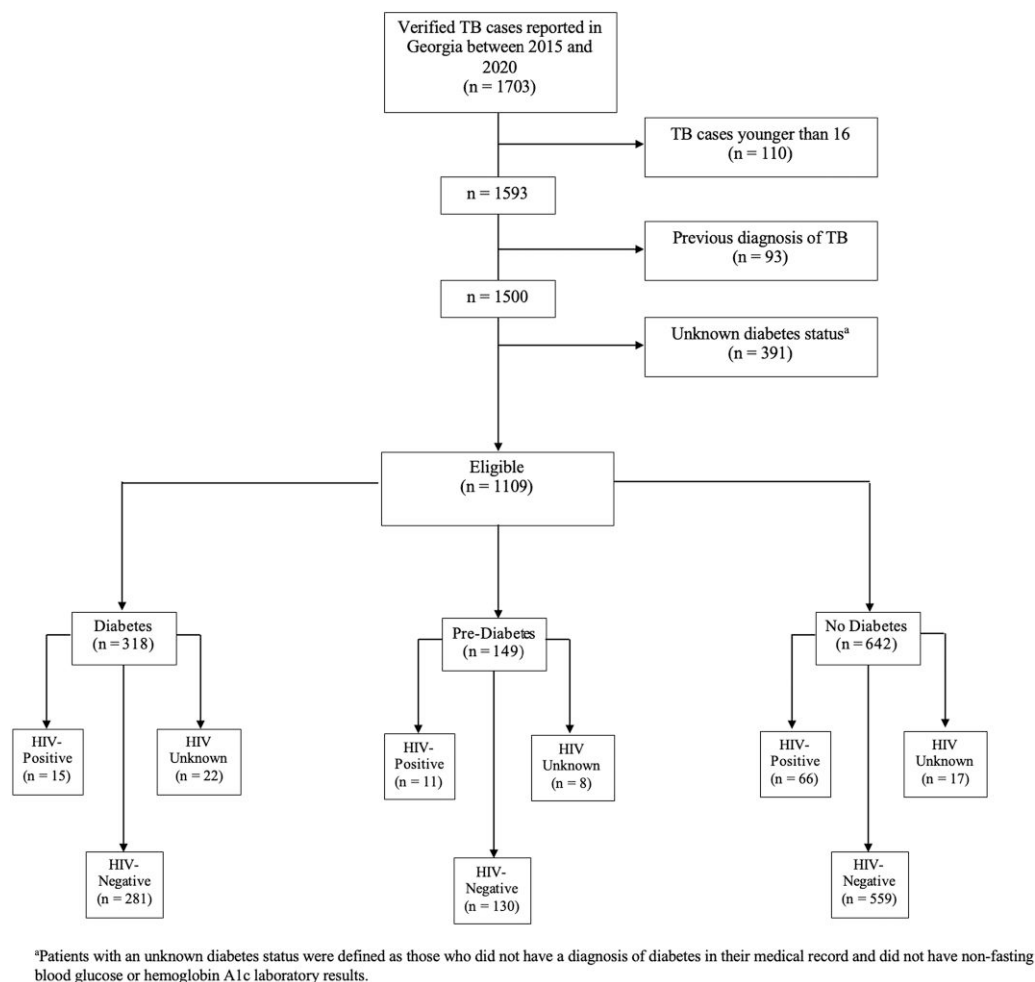 Verified TB cases reported in
Georgia between 2015 and
2020
(n = 1703)
TB cases younger than 16
(n = 110)
n = 1593
Previous diagnosis of TB
(n = 93)
n = 1500
Unknown diabetes statusᵃ
(n = 391)
Eligible
(n = 1109)
Diabetes
(n = 318)
Pre-Diabetes
(n = 149)
No Diabetes
(n = 642)
HIV-
Positive
(n = 15)
HIV
Unknown
(n = 22)
HIV-
Positive
(n = 11)
HIV
Unknown
(n = 8)
HIV-
Positive
(n = 66)
HIV
Unknown
(n = 17)
HIV-
Negative
(n = 281)
HIV-
Negative
(n = 130)
HIV-
Negative
(n = 559)
ᵃPatients with an unknown diabetes status were defined as those who did not have a diagnosis of diabetes in their medical record and did not have non-fasting
blood glucose or hemoglobin A1c laboratory results.